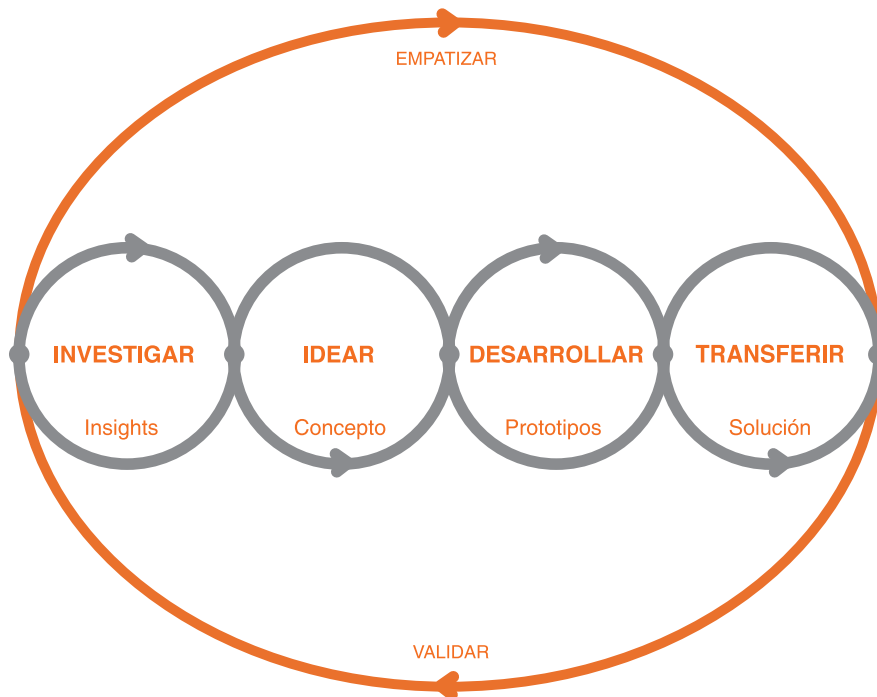 EMPATIZAR
INVESTIGAR
IDEAR
DESARROLLAR
TRANSFERIR
Insights
Concepto
Prototipos
Solución
VALIDAR